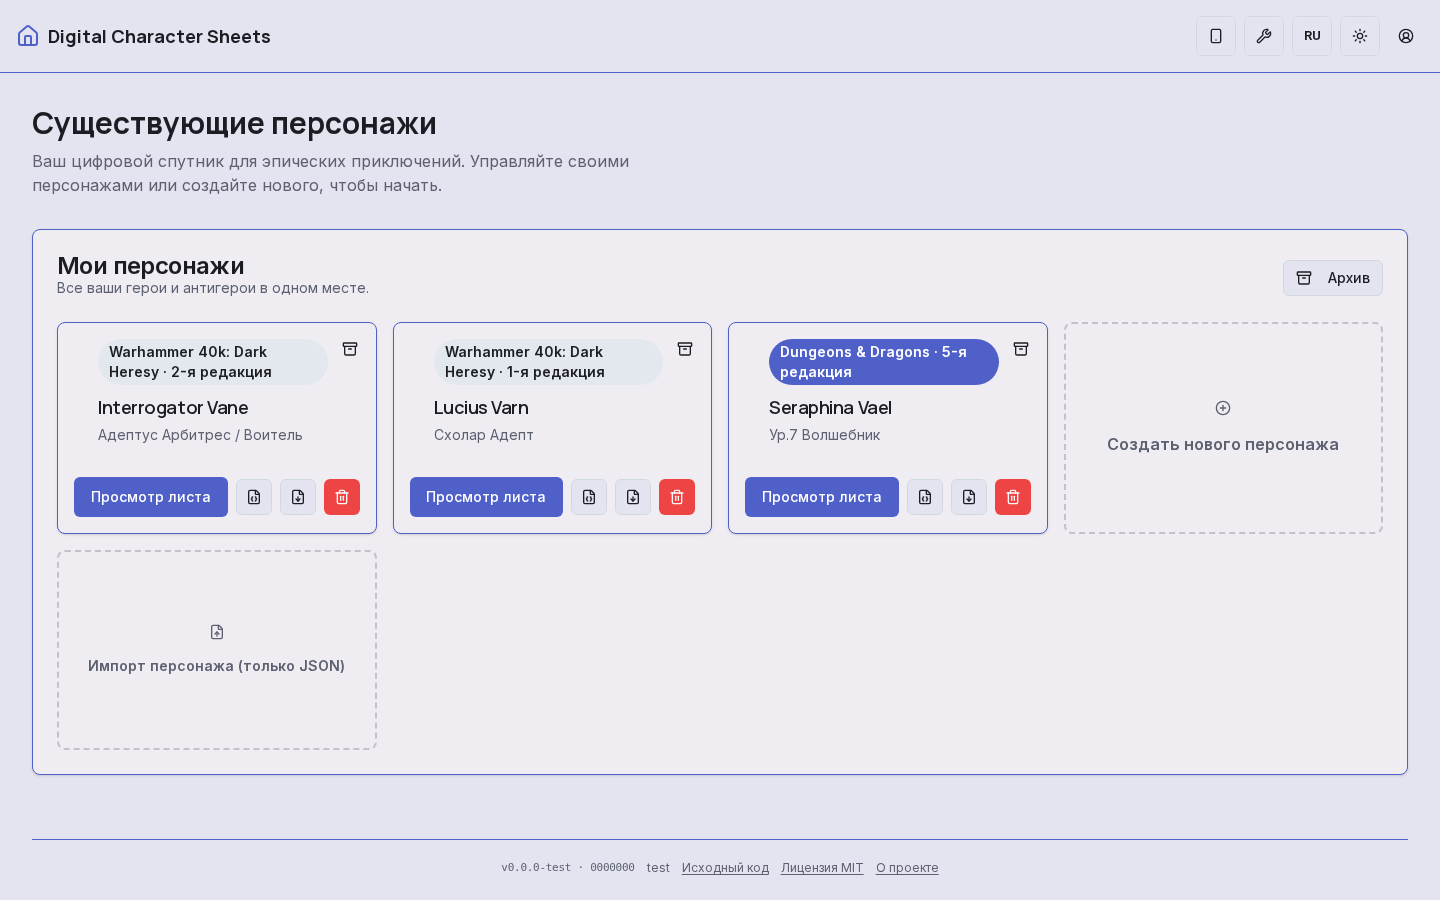 Digital Character Sheets
RU
Существующие персонажи
Ваш цифровой спутник для эпических приключений. Управляйте своими
персонажами или создайте нового, чтобы начать.
Мои персонажи
Все ваши герои и антигерои в одном месте.
Архив
Warhammer 40k: Dark
Heresy · 2-я редакция
Interrogator Vane
Адептус Арбитрес / Воитель
Просмотр листа
Warhammer 40k: Dark
Heresy · 1-я редакция
Lucius Varn
Схолар Адепт
Просмотр листа
Dungeons & Dragons · 5-я
редакция
Seraphina Vael
Ур.7 Волшебник
Просмотр листа
Создать нового персонажа
Импорт персонажа (только JSON)
v0.0.0-test · 0000000 test Исходный код Лицензия MIT О проекте